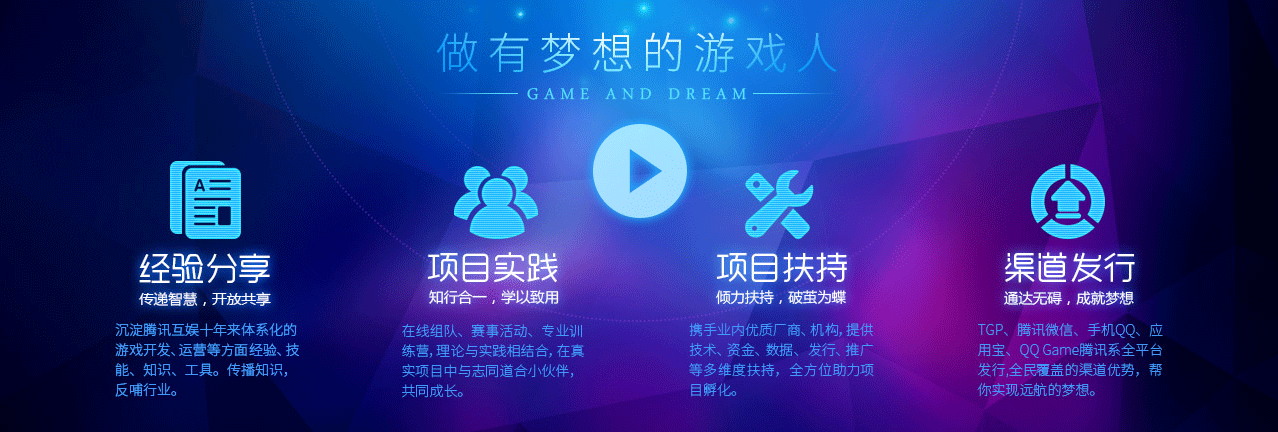 做有梦想的游戏人
GAME AND DREAM
A
经验分享
传递智慧，开放共享
沉淀腾讯互娱十年来体系化的
游戏开发、运营等方面经验、技
能、知识、工具。传播知识，
反哺行业。
项目实践
知行合一，学以致用
在线组队、赛事活动、专业训
练营，理论与实践相结合，在真
实项目中与志同道合小伙伴，
共同成长。
项目扶持
倾力扶持，破茧为蝶
携手业内优质厂商、机构，提供
技术、资金、数据、发行、推广
等多维度扶持，全方位助力项
目孵化。
渠道发行
通达无碍，成就梦想
TGP、腾讯微信、手机QQ、应
用宝、QQ Game腾讯系全平台
发行,全民覆盖的渠道优势，帮
你实现远航的梦想。